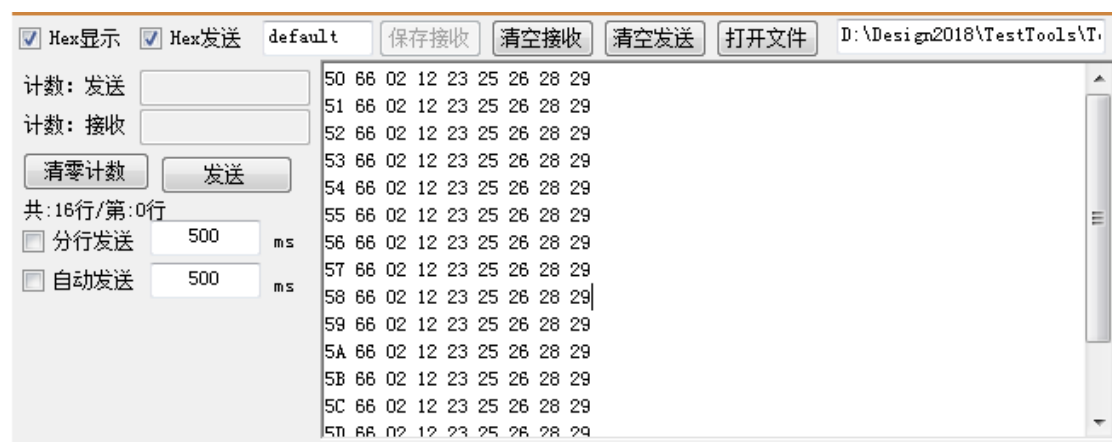 Hex显示 Hex发送 default 保存接收 清空接收 清空发送 打开文件 D:\Design2018\TestTools\T
计数: 发送
计数: 接收
清零计数 发送
共:16行/第:0行
分行发送 500 ms
自动发送 500 ms
50 66 02 12 23 25 26 28 29
51 66 02 12 23 25 26 28 29
52 66 02 12 23 25 26 28 29
53 66 02 12 23 25 26 28 29
54 66 02 12 23 25 26 28 29
55 66 02 12 23 25 26 28 29
56 66 02 12 23 25 26 28 29
57 66 02 12 23 25 26 28 29
58 66 02 12 23 25 26 28 29
59 66 02 12 23 25 26 28 29
5A 66 02 12 23 25 26 28 29
5B 66 02 12 23 25 26 28 29
5C 66 02 12 23 25 26 28 29
5D 66 02 12 23 25 26 28 29